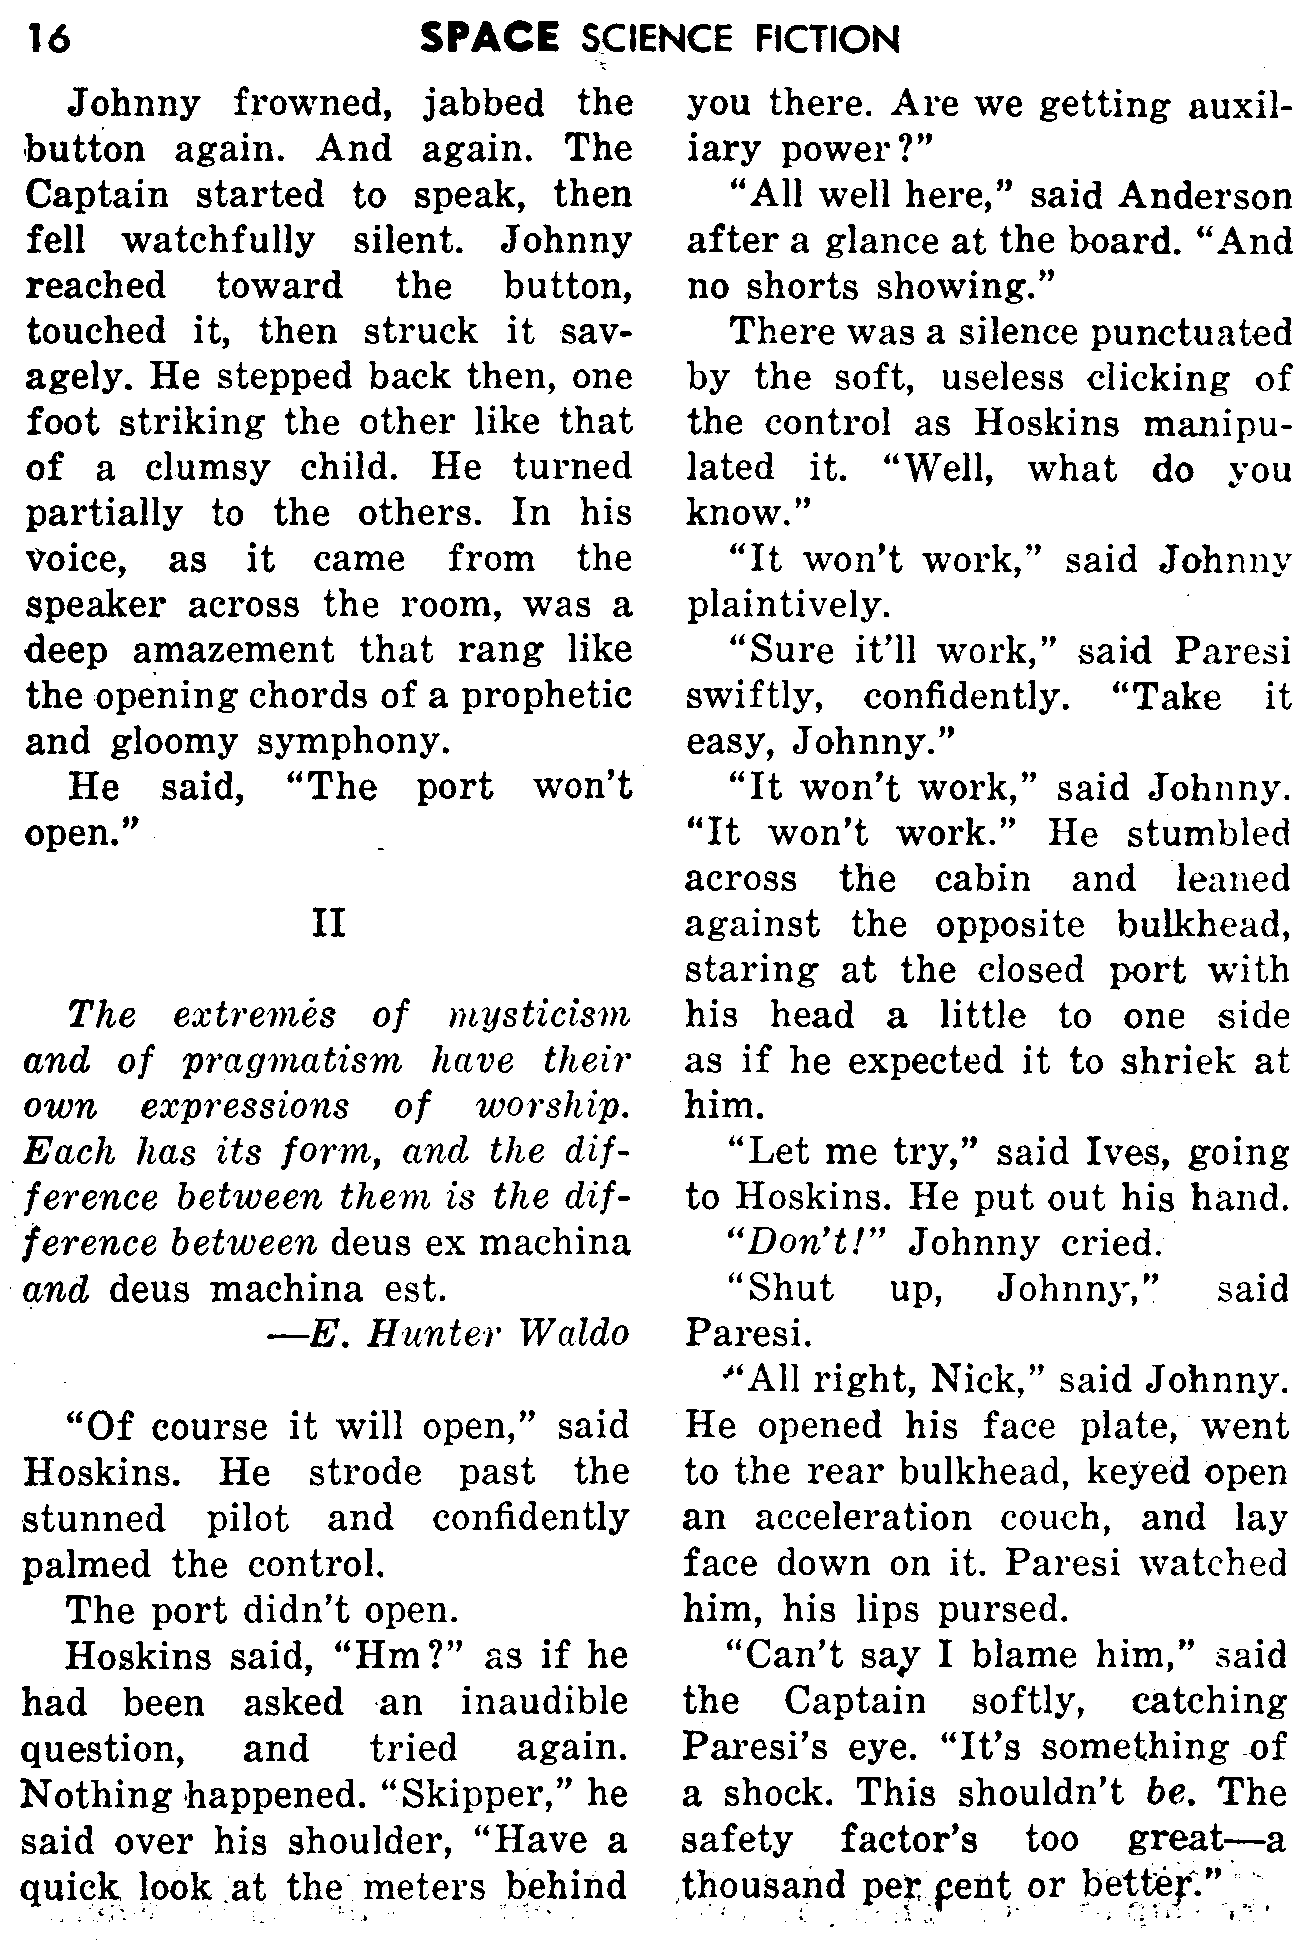 16 SPACE SCIENCE FICTION
Johnny frowned, jabbed the
button again. And again. The
Captain started to speak, then
fell watchfully silent. Johnny
reached toward the button,
touched it, then struck it sav-
agely. He stepped back then, one
foot striking the other like that
of a clumsy child. He turned
partially to the others. In his
voice, as it came from the
speaker across the room, was a
deep amazement that rang like
the opening chords of a prophetic
and gloomy symphony.
He said, “The port won’t
open.”
II
The extremes of mysticism
and of pragmatism have their
own expressions of worship.
Each has its form, and the dif-
ference between them is the dif-
ference between deus ex machina
and deus machina est.
—E. Hunter Waldo
“Of course it will open,” said
Hoskins. He strode past the
stunned pilot and confidently
palmed the control.
The port didn’t open.
Hoskins said, “Hm?” as if he
had been asked an inaudible
question, and tried again.
Nothing happened. “Skipper,” he
said over his shoulder, “Have a
quick look at the meters behind
you there. Are we getting auxil-
iary power?”
“All well here,” said Anderson
after a glance at the board. “And
no shorts showing.”
There was a silence punctuated
by the soft, useless clicking of
the control as Hoskins manipu-
lated it. “Well, what do you
know.”
“It won’t work,” said Johnny
plaintively.
“Sure it’ll work,” said Paresi
swiftly, confidently. “Take it
easy, Johnny.”
“It won’t work,” said Johnny.
“It won’t work.” He stumbled
across the cabin and leaned
against the opposite bulkhead,
staring at the closed port with
his head a little to one side
as if he expected it to shriek at
him.
“Let me try,” said Ives, going
to Hoskins. He put out his hand.
“Don’t!” Johnny cried.
“Shut up, Johnny,” said
Paresi.
“All right, Nick,” said Johnny.
He opened his face plate, went
to the rear bulkhead, keyed open
an acceleration couch, and lay
face down on it. Paresi watched
him, his lips pursed.
“Can’t say I blame him,” said
the Captain softly, catching
Paresi’s eye. “It’s something of
a shock. This shouldn’t be. The
safety factor’s too great—a
thousand per cent or better.”